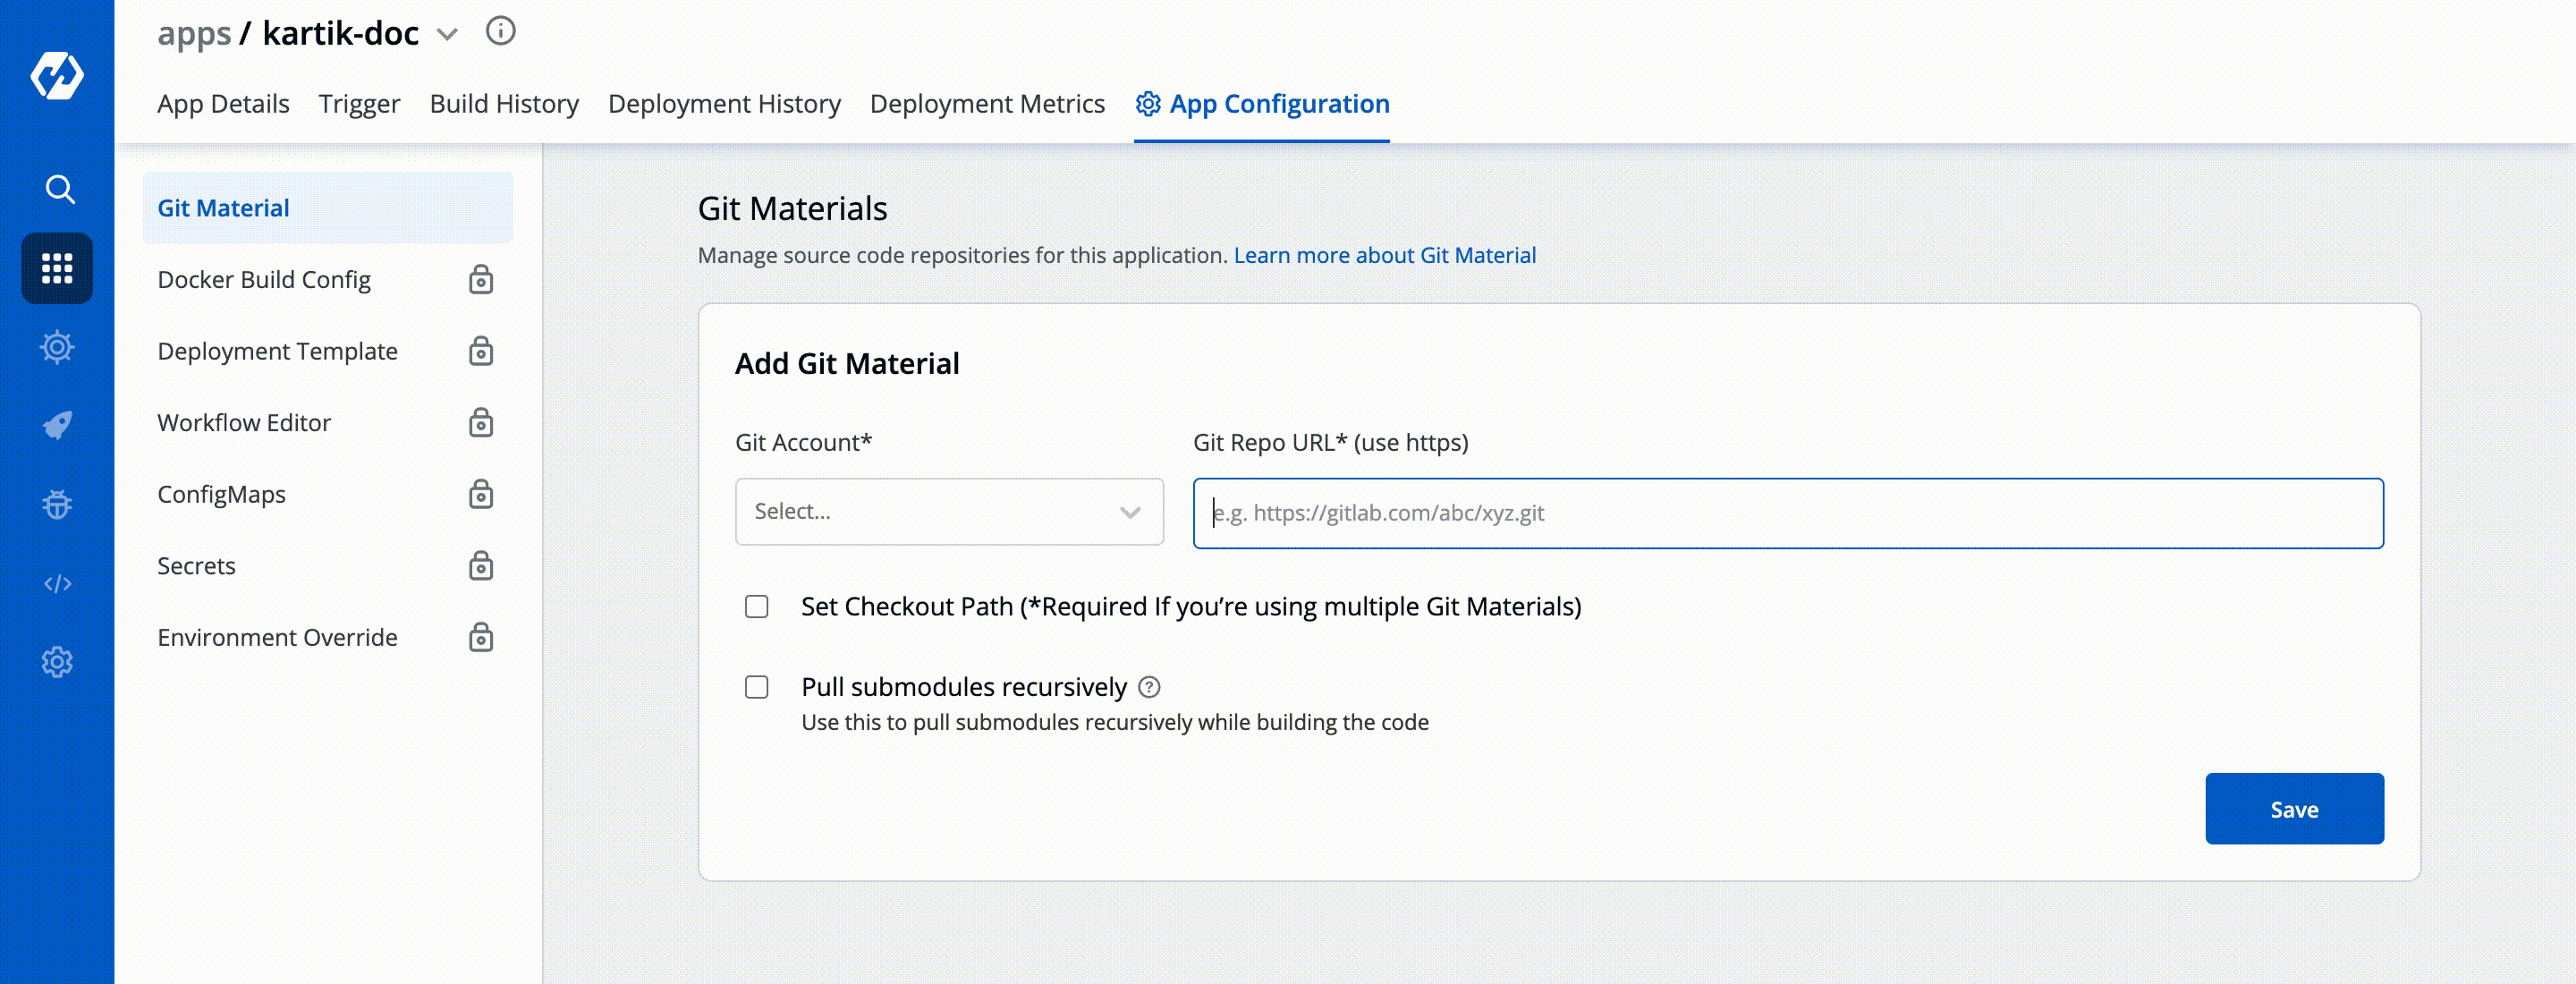 apps / kartik-doc
App Details Trigger Build History Deployment History Deployment Metrics App Configuration
Git Material
Docker Build Config
Deployment Template
Workflow Editor
ConfigMaps
Secrets
Environment Override
Git Materials
Manage source code repositories for this application. Learn more about Git Material
Add Git Material
Git Account* Git Repo URL* (use https)
Select... e.g. https://gitlab.com/abc/xyz.git
Set Checkout Path (*Required If you’re using multiple Git Materials)
Pull submodules recursively
Use this to pull submodules recursively while building the code
Save